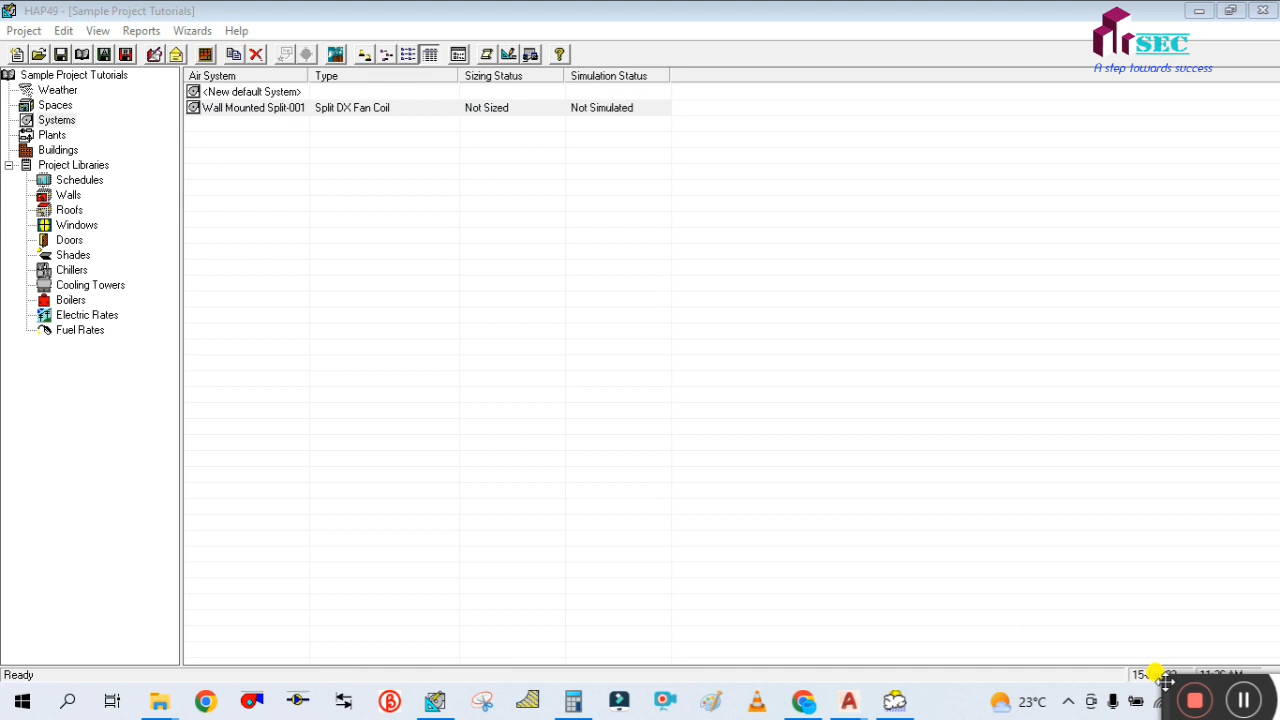 HAP49 - [Sample Project Tutorials]
Project Edit View Reports Wizards Help
SEC
A step towards success
Sample Project Tutorials
Weather
Spaces
Systems
Plants
Buildings
Project Libraries
Schedules
Walls
Roofs
Windows
Doors
Shades
Chillers
Cooling Towers
Boilers
Electric Rates
Fuel Rates
Air System Type Sizing Status Simulation Status
<New default System>
Wall Mounted Split-001 Split DX Fan Coil Not Sized Not Simulated
Ready
23°C